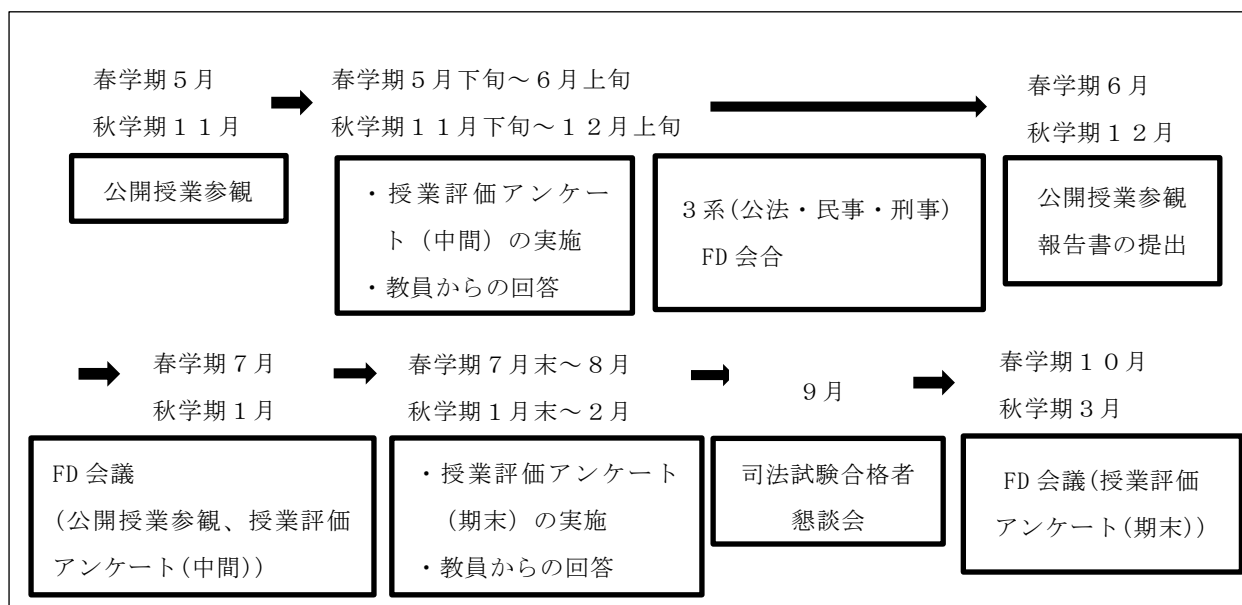 春学期５月
秋学期１１月
公開授業参観
春学期５月下旬～６月上旬
秋学期１１月下旬～１２月上旬
・授業評価アンケー
ト（中間）の実施
・教員からの回答
３系(公法・民事・刑事)
FD 会合
春学期６月
秋学期１２月
公開授業参観
報告書の提出
春学期７月
秋学期１月
FD 会議
(公開授業参観、授業評価
アンケート(中間))
春学期７月末～８月
秋学期１月末～２月
・授業評価アンケート
（期末）の実施
・教員からの回答
９月
司法試験合格者
懇談会
春学期１０月
秋学期３月
FD 会議(授業評価
アンケート(期末))